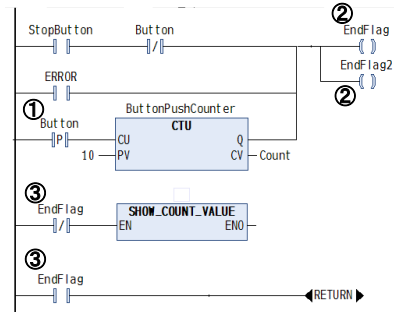 ②
StopButton Button EndFlag
EndFlag2
ERROR
②
①
ButtonPushCounter
Button CTU
P CU Q
10 PV CV Count
③
EndFlag SHOW_COUNT_VALUE
EN ENO
③
EndFlag
RETURN